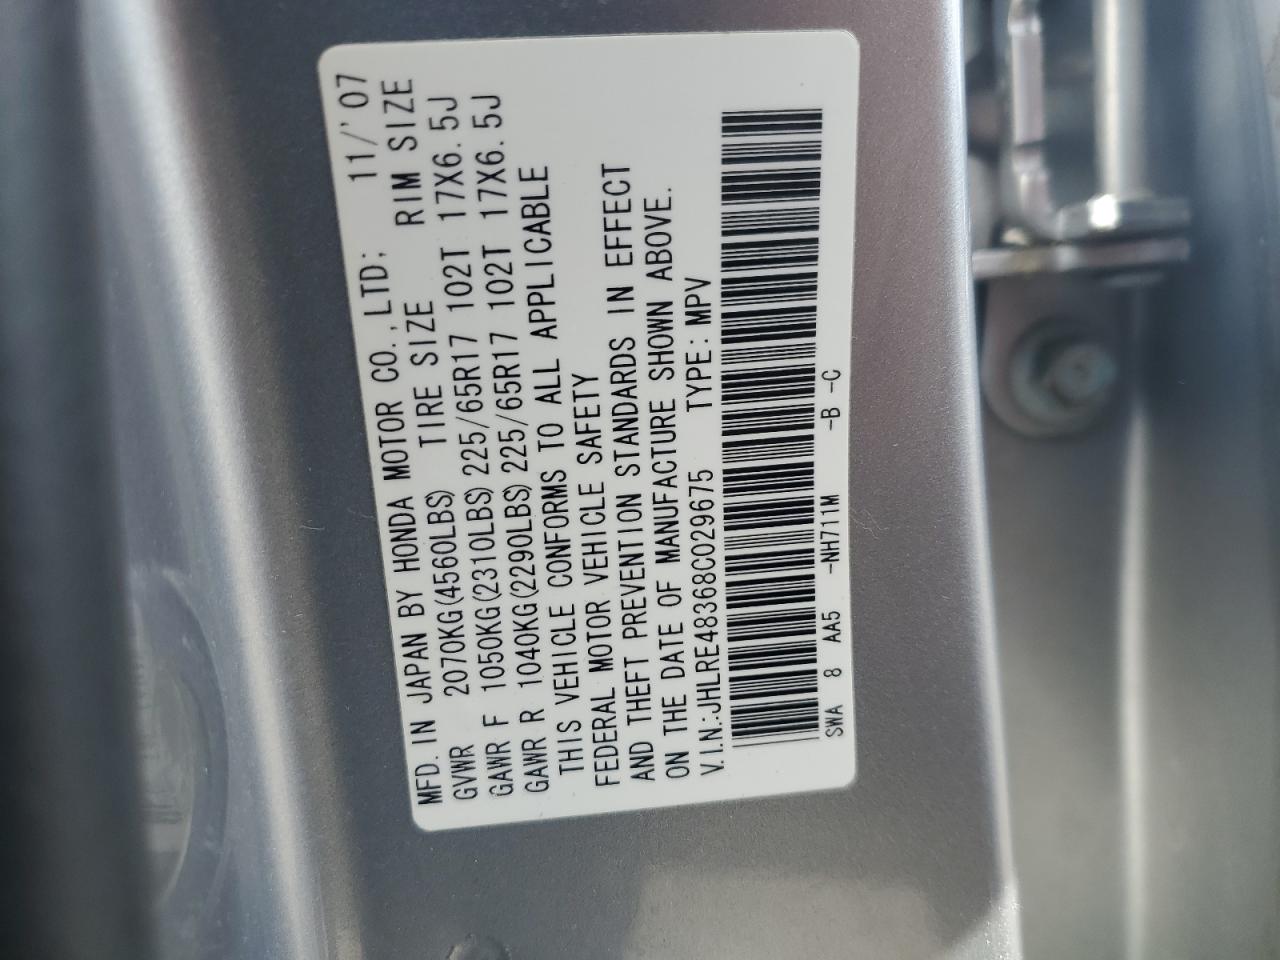 MFD. IN JAPAN BY HONDA MOTOR CO., LTD; 11/'07
GVWR 2070KG(4560LBS) TIRE SIZE RIM SIZE
GAWR F 1050KG(2310LBS) 225/65R17 102T 17X6.5J
GAWR R 1040KG(2290LBS) 225/65R17 102T 17X6.5J
THIS VEHICLE CONFORMS TO ALL APPLICABLE
FEDERAL MOTOR VEHICLE SAFETY
AND THEFT PREVENTION STANDARDS IN EFFECT
ON THE DATE OF MANUFACTURE SHOWN ABOVE.
V.I.N.:JHLRE48368C029675 TYPE:MPV
SWA 8 AA5 -NH711M -B -C